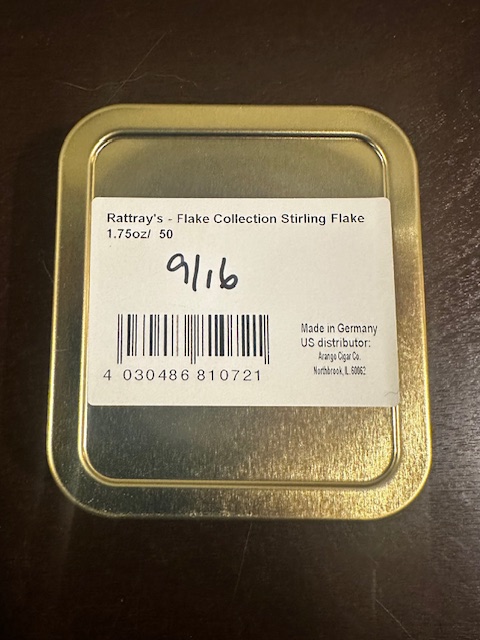 Rattray's - Flake Collection Stirling Flake
1.75oz/ 50
9/16
Made in Germany
US distributor:
Arango Cigar Co.
Northbrook, IL 60062
4 030486 810721